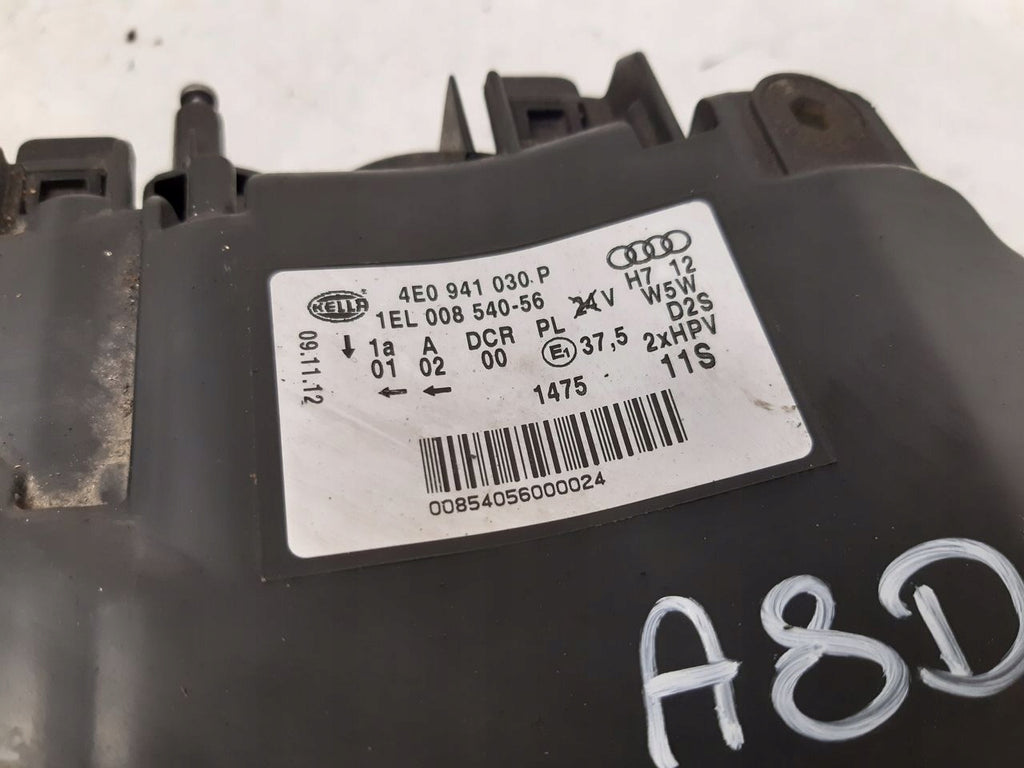 HELLA
4E0 941 030 P
1EL 008 540-56
24V
H7 12
W5W
D2S
2xHPV
11S
1a A DCR PL
01 02 00 E1 37,5
1475
09.11.12
00854056000024
A8D